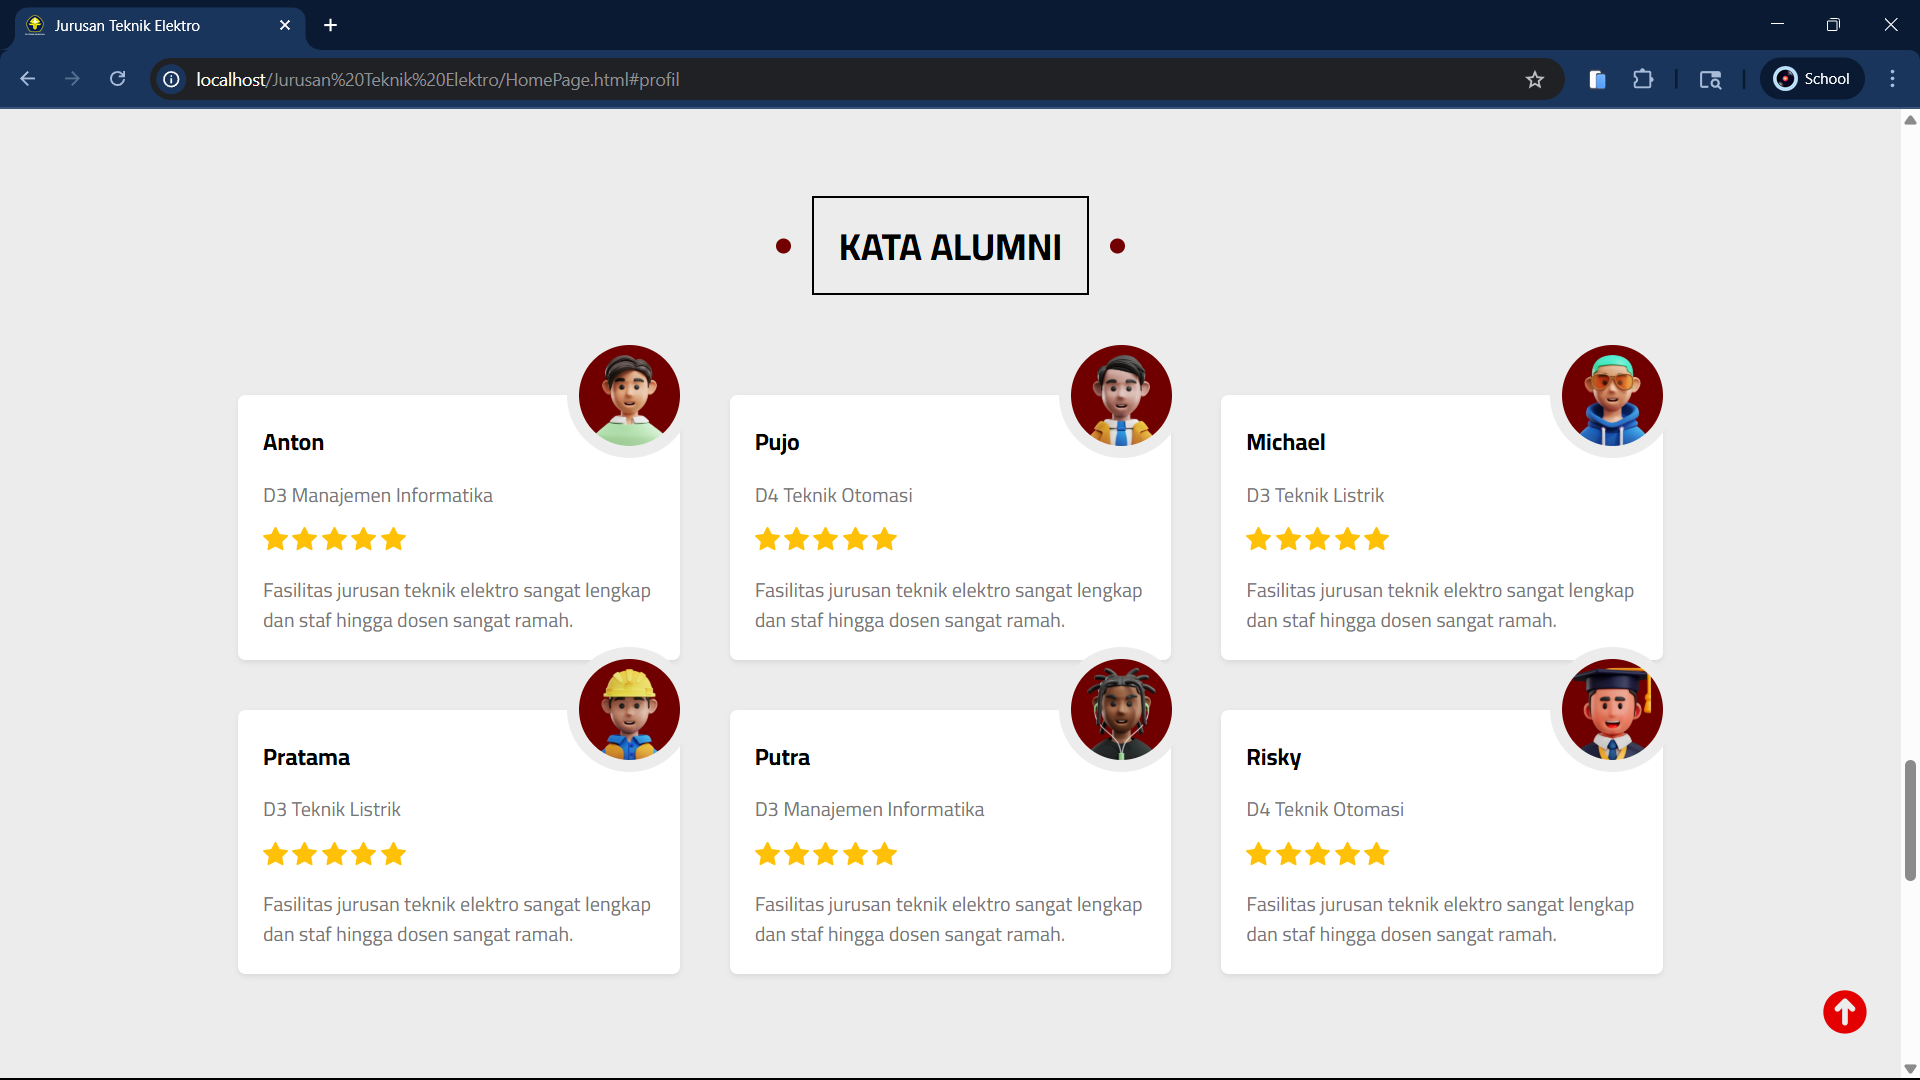 Jurusan Teknik Elektro
localhost/Jurusan%20Teknik%20Elektro/HomePage.html#profil
School
KATA ALUMNI
Anton
D3 Manajemen Informatika
Fasilitas jurusan teknik elektro sangat lengkap
dan staf hingga dosen sangat ramah.
Pujo
D4 Teknik Otomasi
Fasilitas jurusan teknik elektro sangat lengkap
dan staf hingga dosen sangat ramah.
Michael
D3 Teknik Listrik
Fasilitas jurusan teknik elektro sangat lengkap
dan staf hingga dosen sangat ramah.
Pratama
D3 Teknik Listrik
Fasilitas jurusan teknik elektro sangat lengkap
dan staf hingga dosen sangat ramah.
Putra
D3 Manajemen Informatika
Fasilitas jurusan teknik elektro sangat lengkap
dan staf hingga dosen sangat ramah.
Risky
D4 Teknik Otomasi
Fasilitas jurusan teknik elektro sangat lengkap
dan staf hingga dosen sangat ramah.